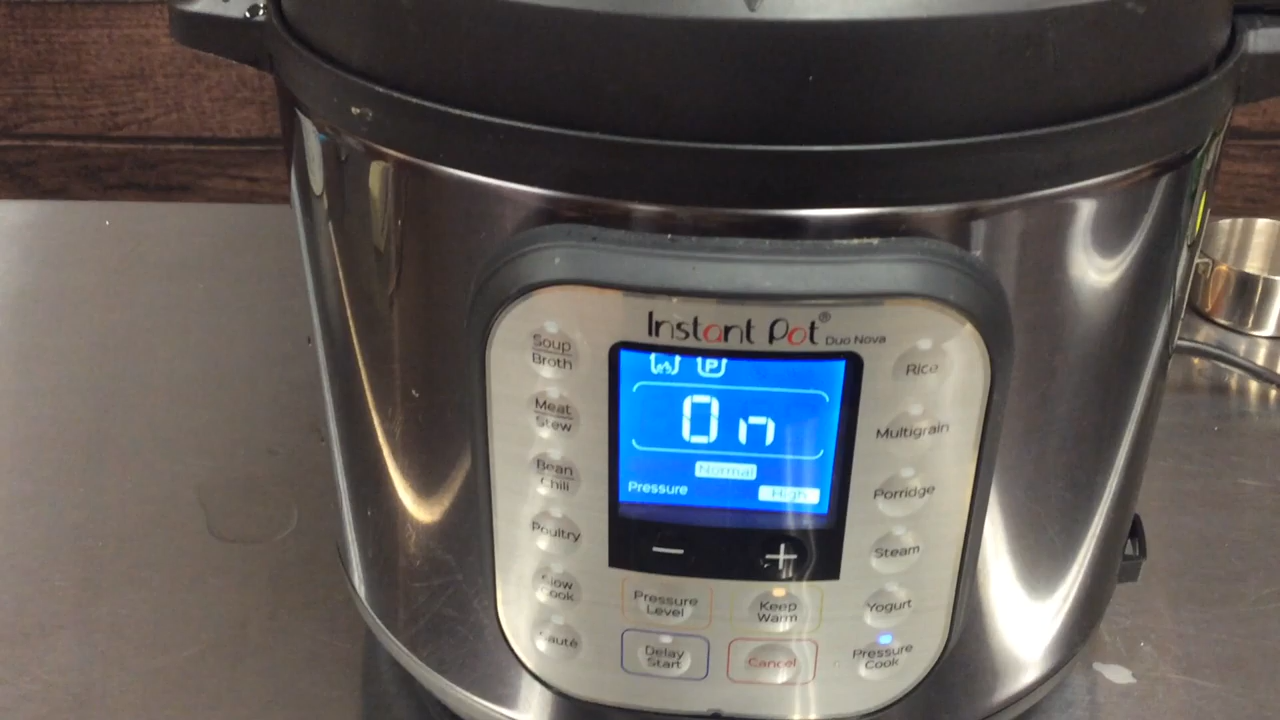 Instant Pot® Duo Nova
Soup
Broth
Meat
Stew
Bean
Chili
Poultry
Slow
Cook
Sauté
P
On
Normal
Pressure High
− +
Pressure
Level
Keep
Warm
Delay
Start
Cancel
Rice
Multigrain
Porridge
Steam
Yogurt
Pressure
Cook